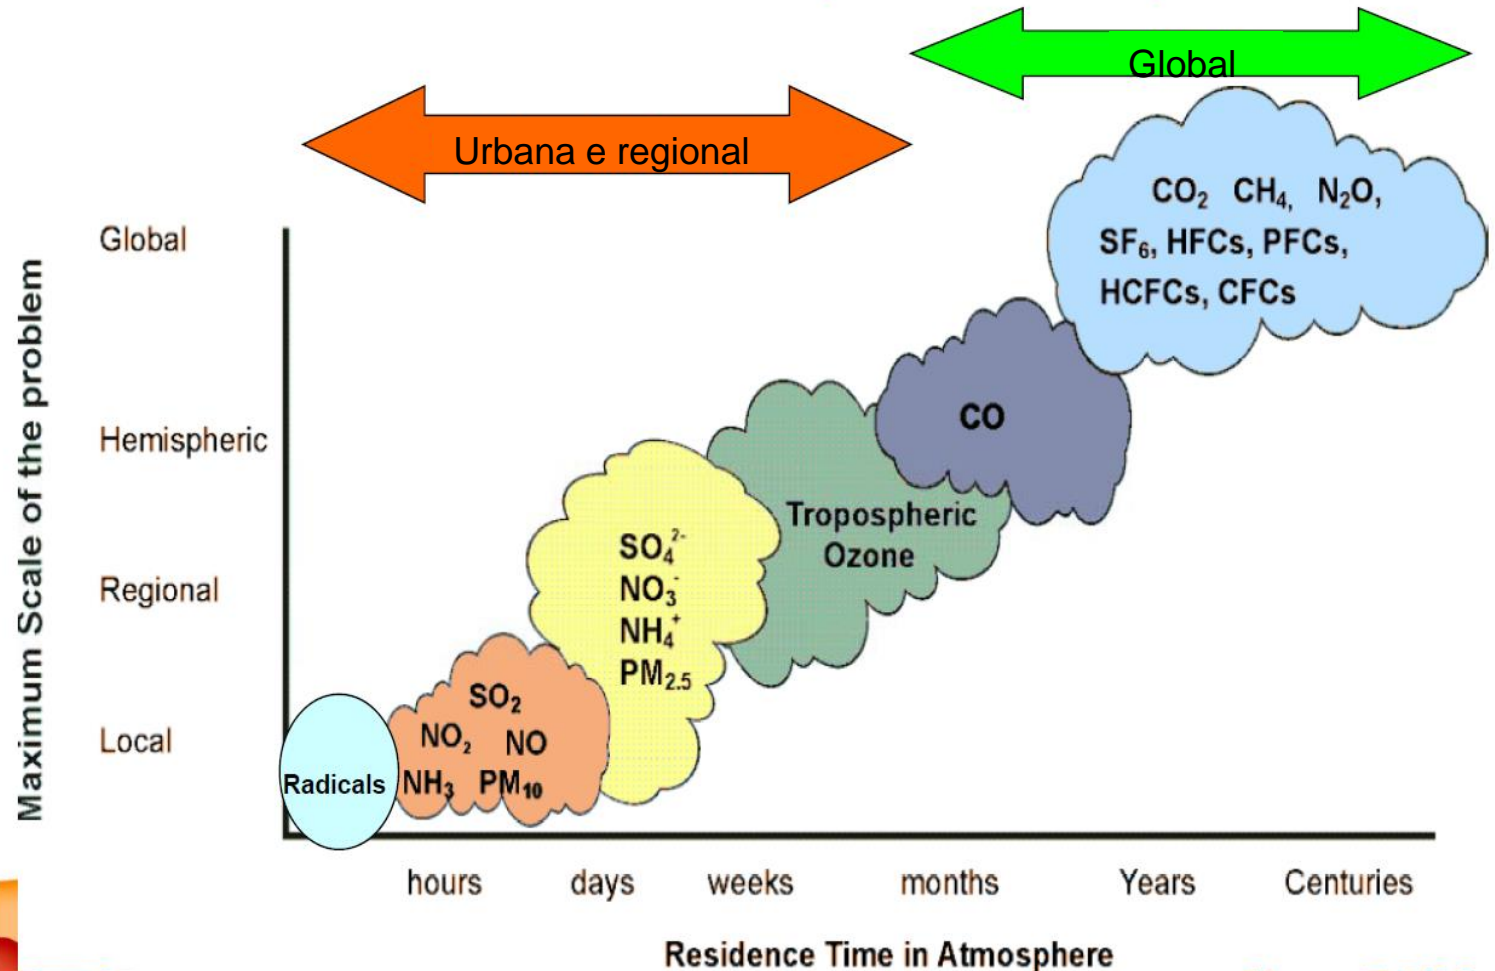 Global
Urbana e regional
Maximum Scale of the problem
Global
Hemispheric
Regional
Local
CO₂ CH₄, N₂O,
SF₆, HFCs, PFCs,
HCFCs, CFCs
CO
Tropospheric
Ozone
SO₄²⁻
NO₃⁻
NH₄⁺
PM₂.₅
SO₂
NO₂ NO
NH₃ PM₁₀
Radicals
hours days weeks months Years Centuries
Residence Time in Atmosphere